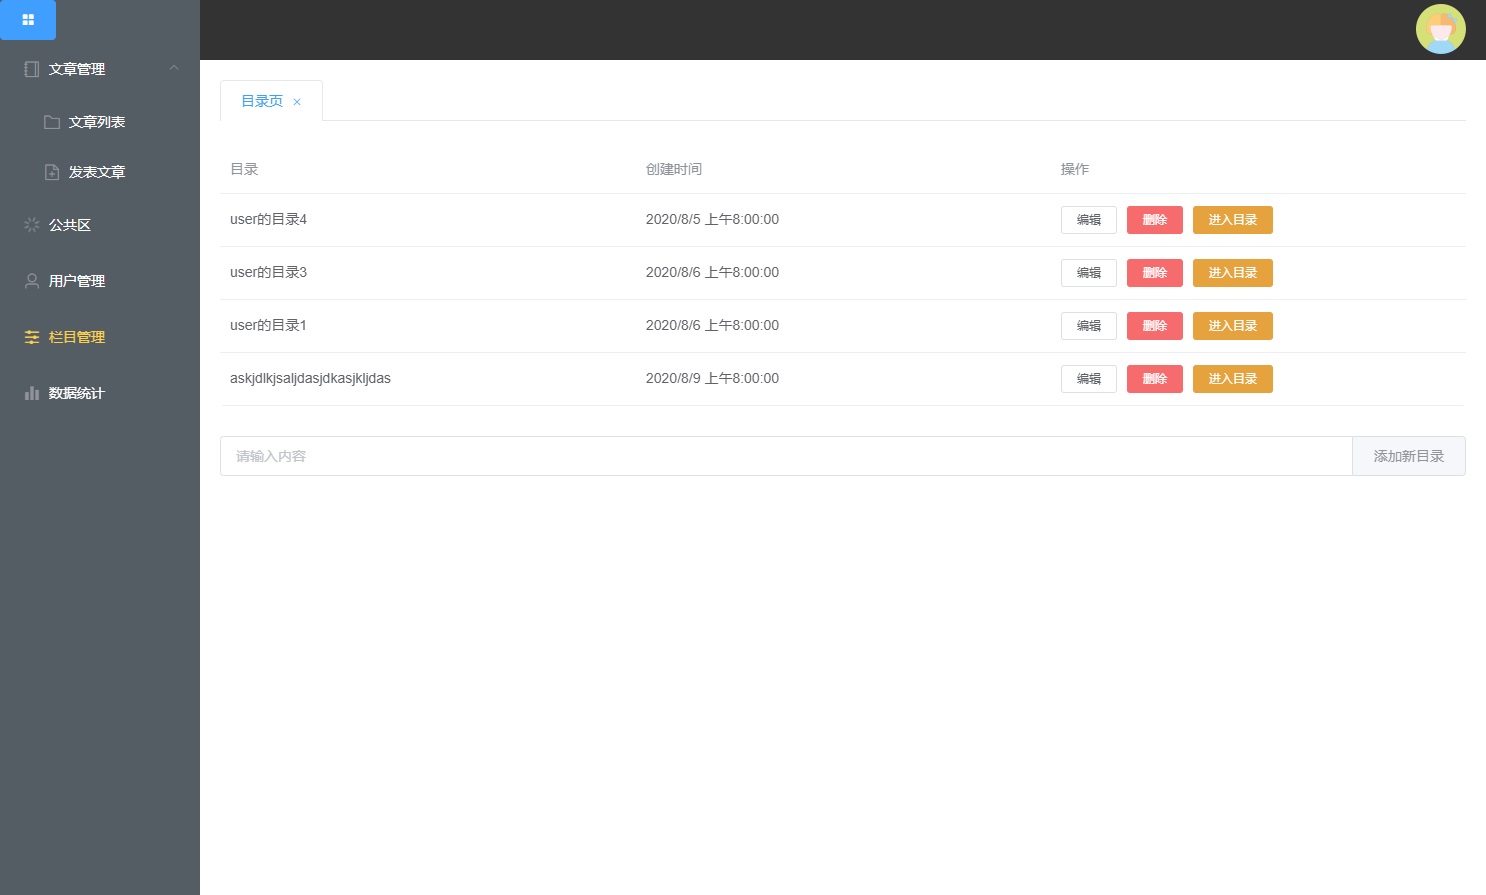 文章管理
文章列表
发表文章
公共区
用户管理
栏目管理
数据统计
目录页 ×
目录 创建时间 操作
user的目录4 2020/8/5 上午8:00:00 编辑 删除 进入目录
user的目录3 2020/8/6 上午8:00:00 编辑 删除 进入目录
user的目录1 2020/8/6 上午8:00:00 编辑 删除 进入目录
askjdlkjsaljdasjdkasjkljdas 2020/8/9 上午8:00:00 编辑 删除 进入目录
请输入内容 添加新目录